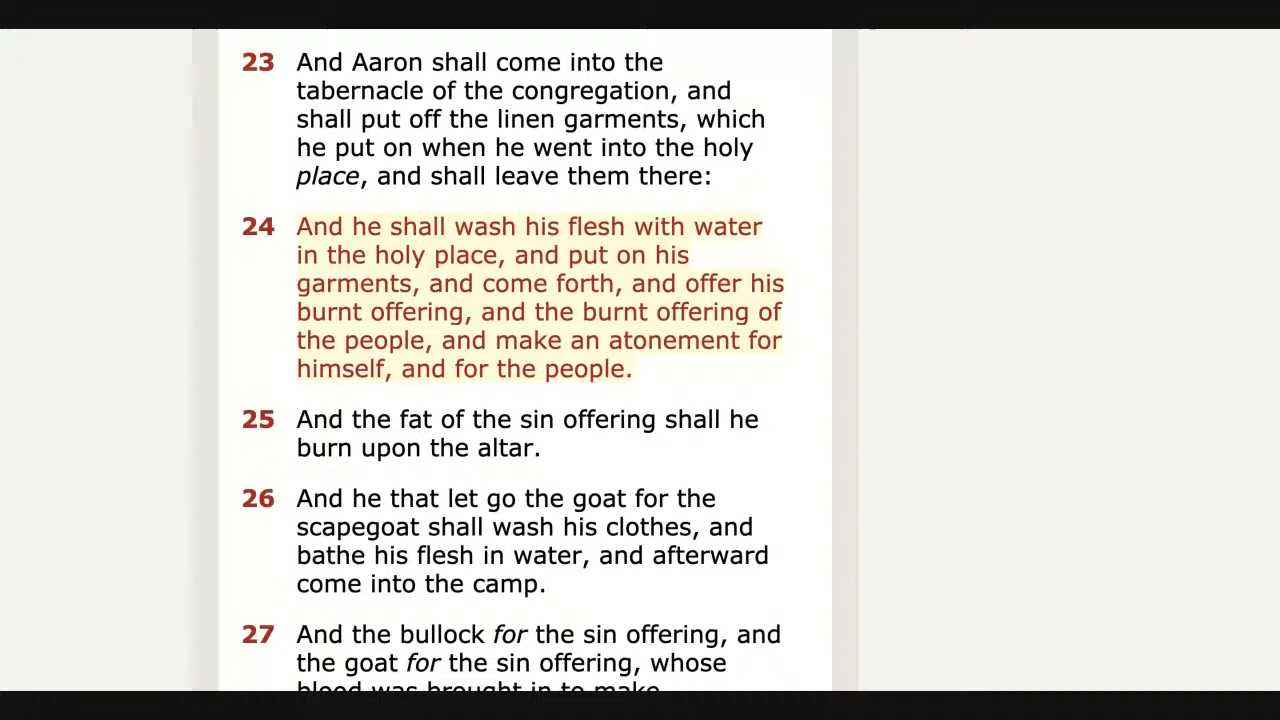 23 And Aaron shall come into the
tabernacle of the congregation, and
shall put off the linen garments, which
he put on when he went into the holy
place, and shall leave them there:
24 And he shall wash his flesh with water
in the holy place, and put on his
garments, and come forth, and offer his
burnt offering, and the burnt offering of
the people, and make an atonement for
himself, and for the people.
25 And the fat of the sin offering shall he
burn upon the altar.
26 And he that let go the goat for the
scapegoat shall wash his clothes, and
bathe his flesh in water, and afterward
come into the camp.
27 And the bullock for the sin offering, and
the goat for the sin offering, whose
blood was brought in to make